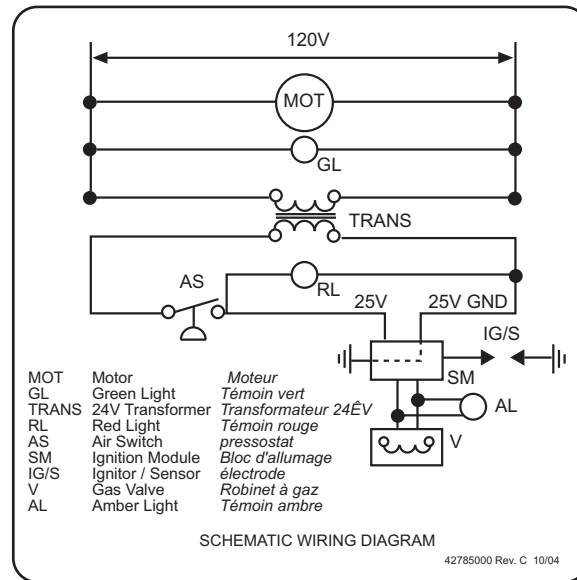 120V
MOT
GL
TRANS
AS
RL
25V 25V GND
IG/S
SM
AL
V
MOT Motor Moteur
GL Green Light Témoin vert
TRANS 24V Transformer Transformateur 24ÊV
RL Red Light Témoin rouge
AS Air Switch pressostat
SM Ignition Module Bloc d'allumage
IG/S Ignitor / Sensor électrode
V Gas Valve Robinet à gaz
AL Amber Light Témoin ambre
SCHEMATIC WIRING DIAGRAM
42785000 Rev. C 10/04